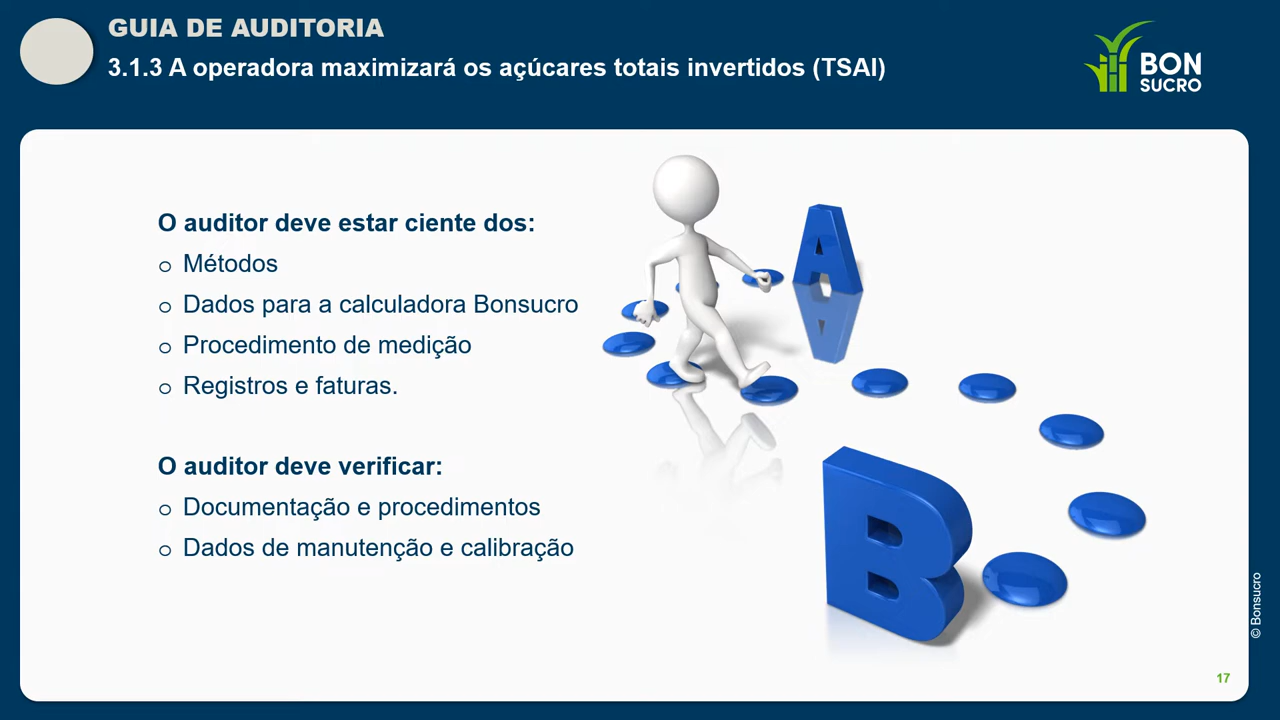 GUIA DE AUDITORIA
3.1.3 A operadora maximizará os açúcares totais invertidos (TSAI)
BON
SUCRO
O auditor deve estar ciente dos:
o Métodos
o Dados para a calculadora Bonsucro
o Procedimento de medição
o Registros e faturas.
O auditor deve verificar:
o Documentação e procedimentos
o Dados de manutenção e calibração
A
B
© Bonsucro
17